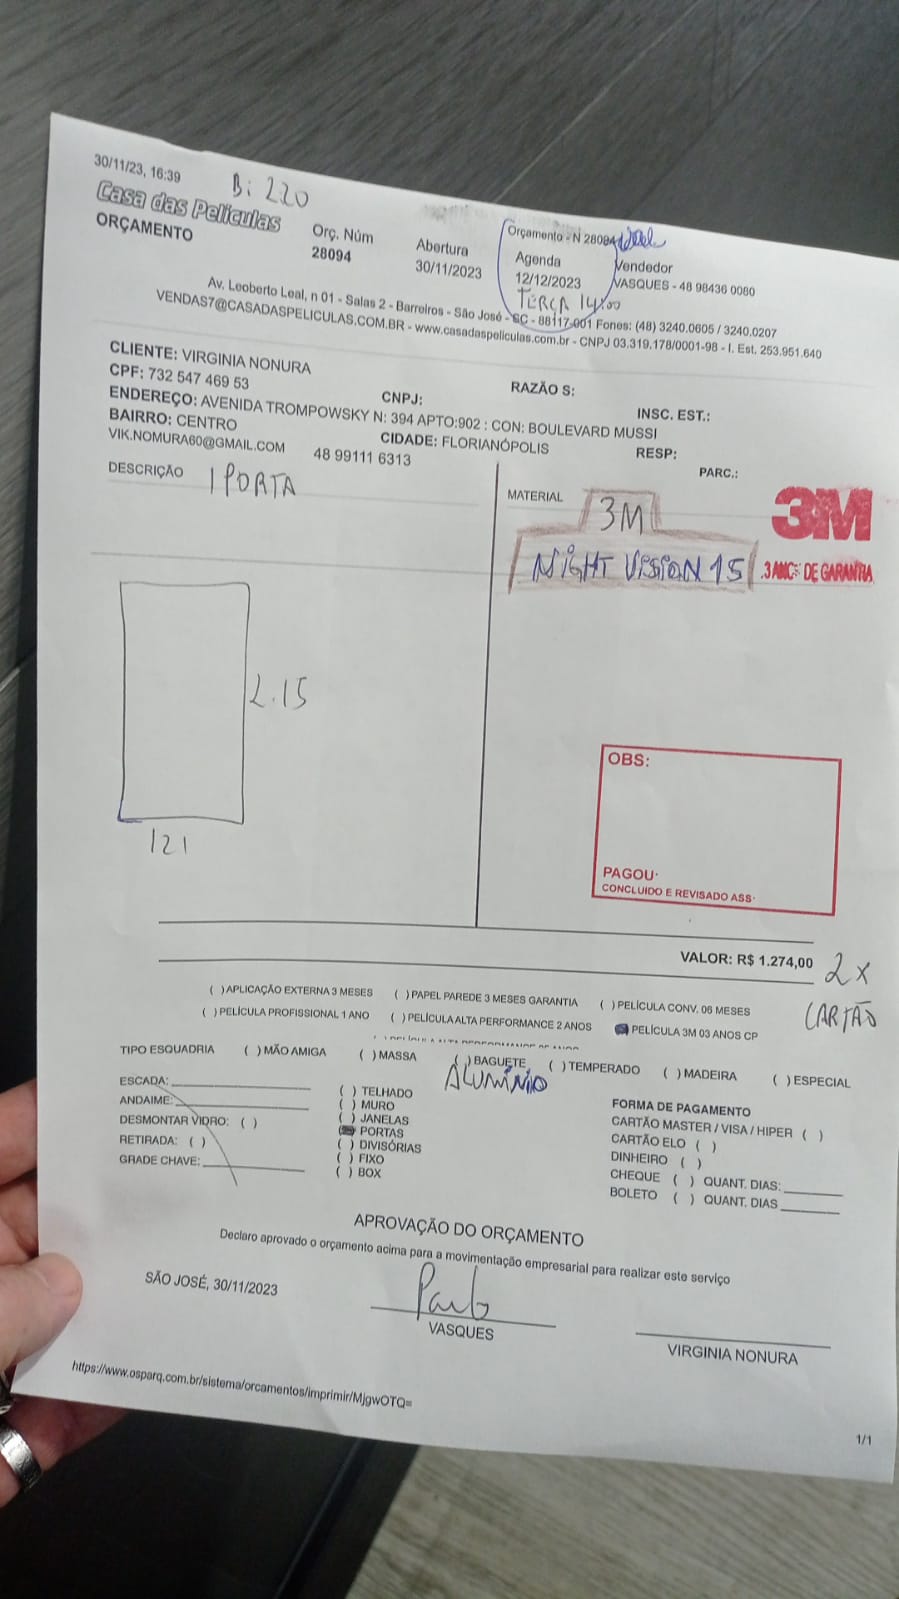 30/11/23, 16:39
B: 220
Orçamento - N 28094
Casa das Películas
ORÇAMENTO
Orç. Núm
28094
Abertura
30/11/2023
Agenda
12/12/2023
TERÇA 14:00
Vendedor
VASQUES - 48 98436 0080
Av. Leoberto Leal, n 01 - Salas 2 - Barreiros - São José - SC - 88117-001 Fones: (48) 3240.0605 / 3240.0207
VENDAS7@CASADASPELICULAS.COM.BR - www.casadaspeliculas.com.br - CNPJ 03.319.178/0001-98 - I. Est. 253.951.640
CLIENTE: VIRGINIA NONURA
CPF: 732 547 469 53
CNPJ:
RAZÃO S:
INSC. EST.:
ENDEREÇO: AVENIDA TROMPOWSKY N: 394 APTO:902 : CON: BOULEVARD MUSSI
BAIRRO: CENTRO
CIDADE: FLORIANÓPOLIS
RESP:
VIK.NOMURA60@GMAIL.COM
48 99111 6313
PARC.:
DESCRIÇÃO 1 PORTA
MATERIAL 3M
NIGHT VISION 15
3M
3 ANOS DE GARANTIA
2.15
121
OBS:
PAGOU:
CONCLUIDO E REVISADO ASS:
VALOR: R$ 1.274,00 2X
CARTÃO
( ) APLICAÇÃO EXTERNA 3 MESES ( ) PAPEL PAREDE 3 MESES GARANTIA ( ) PELÍCULA CONV. 06 MESES
( ) PELÍCULA PROFISSIONAL 1 ANO ( ) PELÍCULA ALTA PERFORMANCE 2 ANOS PELÍCULA 3M 03 ANOS CP
TIPO ESQUADRIA ( ) MÃO AMIGA ( ) MASSA ( ) BAGUETE ( ) TEMPERADO ( ) MADEIRA ( ) ESPECIAL
ALUMÍNIO
ESCADA:
ANDAIME:
DESMONTAR VIDRO: ( )
RETIRADA: ( )
GRADE CHAVE:
( ) TELHADO
( ) MURO
( ) JANELAS
PORTAS
( ) DIVISÓRIAS
( ) FIXO
( ) BOX
FORMA DE PAGAMENTO
CARTÃO MASTER / VISA / HIPER ( )
CARTÃO ELO ( )
DINHEIRO ( )
CHEQUE ( ) QUANT. DIAS:
BOLETO ( ) QUANT. DIAS
APROVAÇÃO DO ORÇAMENTO
Declaro aprovado o orçamento acima para a movimentação empresarial para realizar este serviço
SÃO JOSÉ, 30/11/2023
VASQUES
VIRGINIA NONURA
https://www.osparq.com.br/sistema/orcamentos/imprimir/MjgwOTQ=
1/1